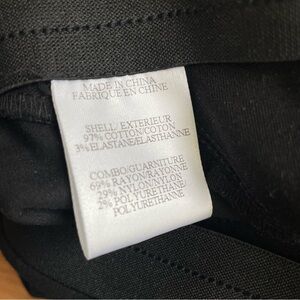 MADE IN CHINA
FABRIQUE EN CHINE
SHELL/EXTERIEUR
97% COTTON/COTON
3% ELASTANE/ELASTHANNE
COMBO/GUARNITURE
69% RAYON/RAYONNE
29% NYLON/NYLON
2% POLYURETHANE/
POLYURETHANE